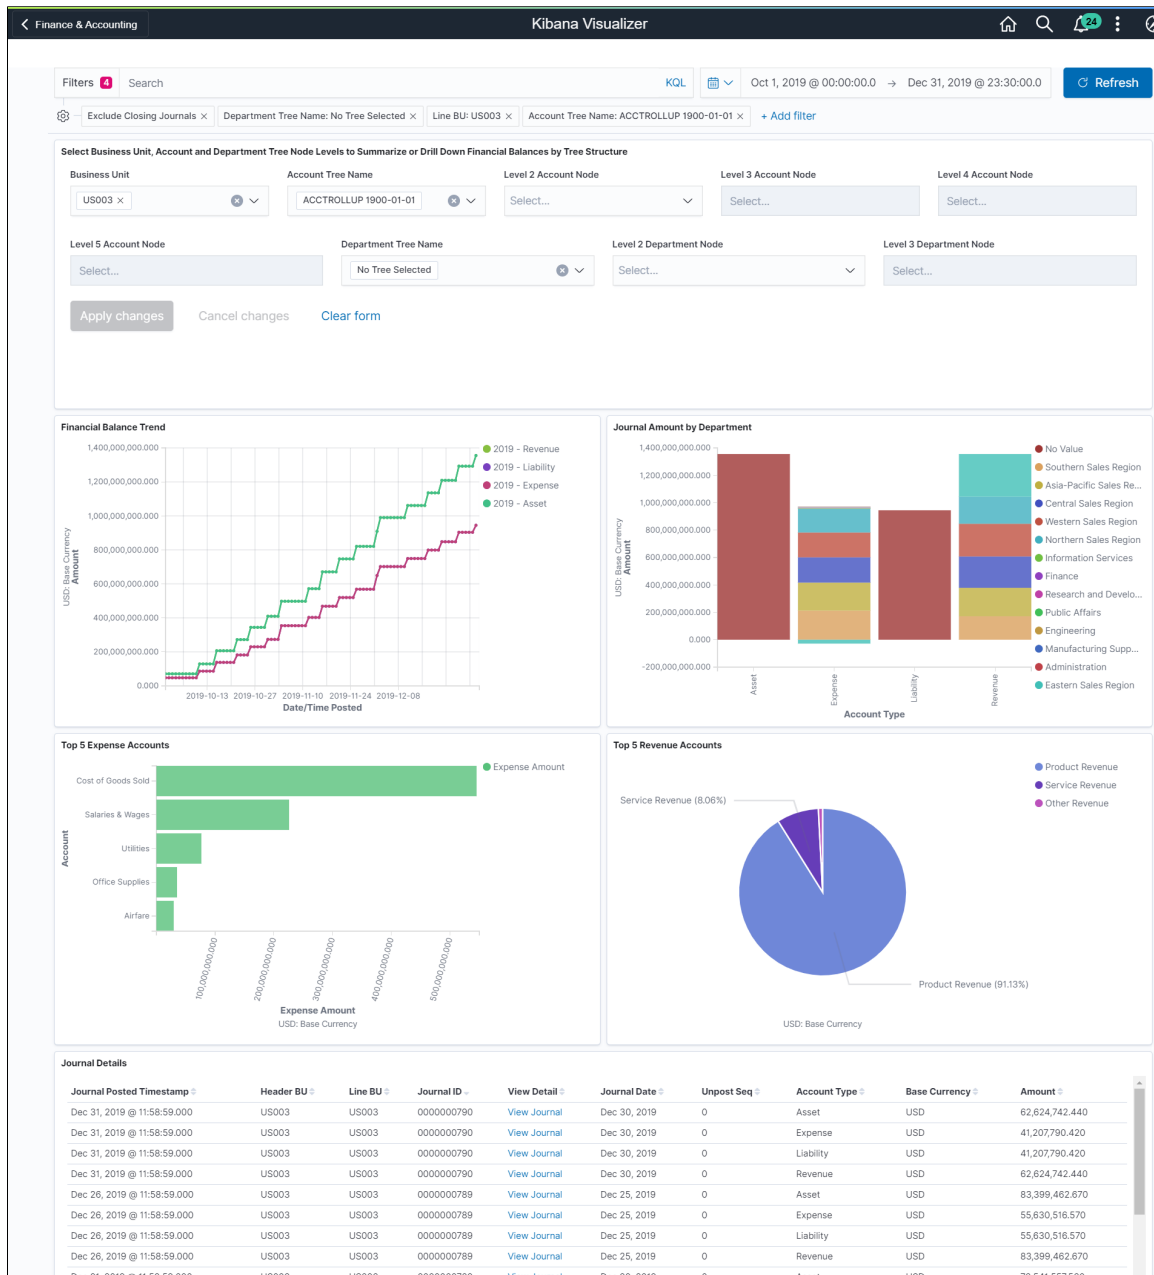 Finance & Accounting
Kibana Visualizer
24
Filters 4 Search KQL Oct 1, 2019 @ 00:00:00.0 → Dec 31, 2019 @ 23:30:00.0 Refresh
Exclude Closing Journals × Department Tree Name: No Tree Selected × Line BU: US003 × Account Tree Name: ACCTROLLUP 1900-01-01 × + Add filter
Select Business Unit, Account and Department Tree Node Levels to Summarize or Drill Down Financial Balances by Tree Structure
Business Unit Account Tree Name Level 2 Account Node Level 3 Account Node Level 4 Account Node
US003 × ACCTROLLUP 1900-01-01 Select... Select... Select...
Level 5 Account Node Department Tree Name Level 2 Department Node Level 3 Department Node
Select... No Tree Selected Select... Select...
Apply changes Cancel changes Clear form
Financial Balance Trend
1,400,000,000.000
1,200,000,000.000
1,000,000,000.000
800,000,000.000
600,000,000.000
400,000,000.000
200,000,000.000
0.000
USD: Base Currency
Amount
2019-10-13 2019-10-27 2019-11-10 2019-11-24 2019-12-08
Date/Time Posted
2019 - Revenue
2019 - Liability
2019 - Expense
2019 - Asset
Journal Amount by Department
1,400,000,000.000
1,200,000,000.000
1,000,000,000.000
800,000,000.000
600,000,000.000
400,000,000.000
200,000,000.000
0.000
-200,000,000.000
USD: Base Currency
Amount
Asset Expense Liability Revenue
Account Type
No Value
Southern Sales Region
Asia-Pacific Sales Re...
Central Sales Region
Western Sales Region
Northern Sales Region
Information Services
Finance
Research and Develo...
Public Affairs
Engineering
Manufacturing Supp...
Administration
Eastern Sales Region
Top 5 Expense Accounts
Account
Cost of Goods Sold
Salaries & Wages
Utilities
Office Supplies
Airfare
100,000,000.000 200,000,000.000 300,000,000.000 400,000,000.000 500,000,000.000
Expense Amount
USD: Base Currency
Expense Amount
Top 5 Revenue Accounts
Service Revenue (8.06%)
Product Revenue (91.13%)
USD: Base Currency
Product Revenue
Service Revenue
Other Revenue
Journal Details
Journal Posted Timestamp Header BU Line BU Journal ID View Detail Journal Date Unpost Seq Account Type Base Currency Amount
Dec 31, 2019 @ 11:58:59.000 US003 US003 0000000790 View Journal Dec 30, 2019 0 Asset USD 62,624,742.440
Dec 31, 2019 @ 11:58:59.000 US003 US003 0000000790 View Journal Dec 30, 2019 0 Expense USD 41,207,790.420
Dec 31, 2019 @ 11:58:59.000 US003 US003 0000000790 View Journal Dec 30, 2019 0 Liability USD 41,207,790.420
Dec 31, 2019 @ 11:58:59.000 US003 US003 0000000790 View Journal Dec 30, 2019 0 Revenue USD 62,624,742.440
Dec 26, 2019 @ 11:58:59.000 US003 US003 0000000789 View Journal Dec 25, 2019 0 Asset USD 83,399,462.670
Dec 26, 2019 @ 11:58:59.000 US003 US003 0000000789 View Journal Dec 25, 2019 0 Expense USD 55,630,516.570
Dec 26, 2019 @ 11:58:59.000 US003 US003 0000000789 View Journal Dec 25, 2019 0 Liability USD 55,630,516.570
Dec 26, 2019 @ 11:58:59.000 US003 US003 0000000789 View Journal Dec 25, 2019 0 Revenue USD 83,399,462.670